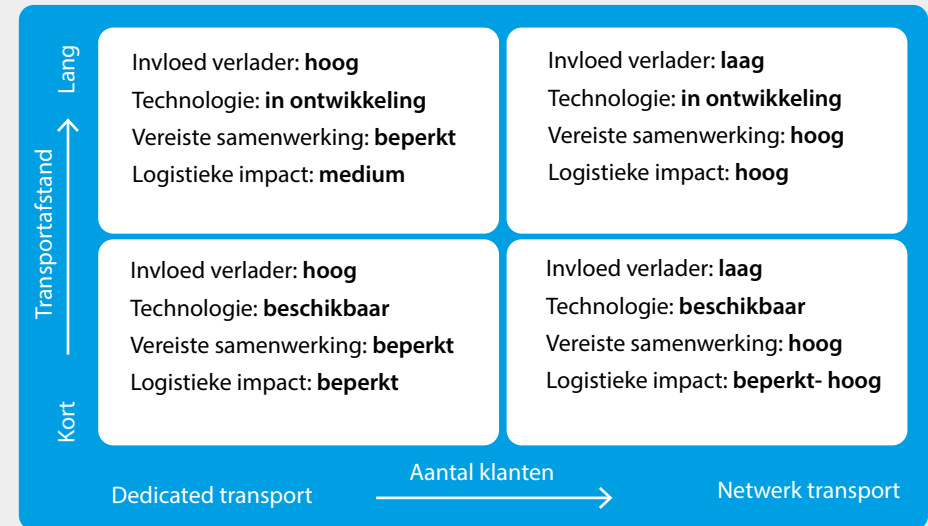 Lang
Transportafstand
Kort
Invloed verlader: hoog
Technologie: in ontwikkeling
Vereiste samenwerking: beperkt
Logistieke impact: medium
Invloed verlader: laag
Technologie: in ontwikkeling
Vereiste samenwerking: hoog
Logistieke impact: hoog
Invloed verlader: hoog
Technologie: beschikbaar
Vereiste samenwerking: beperkt
Logistieke impact: beperkt
Invloed verlader: laag
Technologie: beschikbaar
Vereiste samenwerking: hoog
Logistieke impact: beperkt- hoog
Dedicated transport
Aantal klanten
Netwerk transport